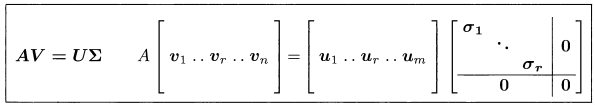 AV = UΣ A [ v₁ . . vᵣ . . vₙ ] = [ u₁ . . uᵣ . . uₘ ] [ σ₁ ⋱ σᵣ | 0
0 | 0 ]